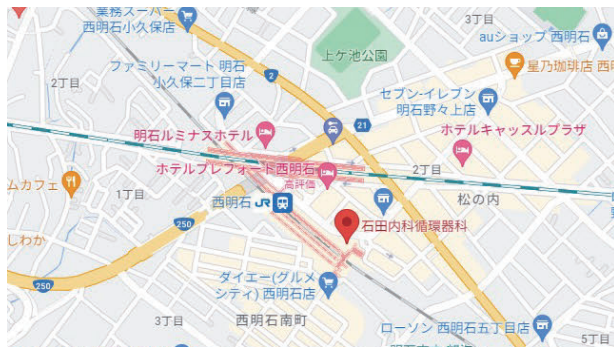 業務スーパー
西明石小久保店
3丁目
auショップ 西明石
上ケ池公園
星乃珈琲店 西
ファミリーマート 明石
小久保二丁目店
2
2丁目
セブン-イレブン
明石野々上店
21
明石ルミナスホテル
ホテルキャッスルプラザ
ホテルブレフォート西明石
高評価
2丁目
ムカフェ
1丁目
松の内
西明石 JR
石田内科循環器科
250
しわか
ダイエー(グルメ
シティ) 西明石店
250
3丁目
西明石南町
ローソン 西明石五丁目店
5丁目